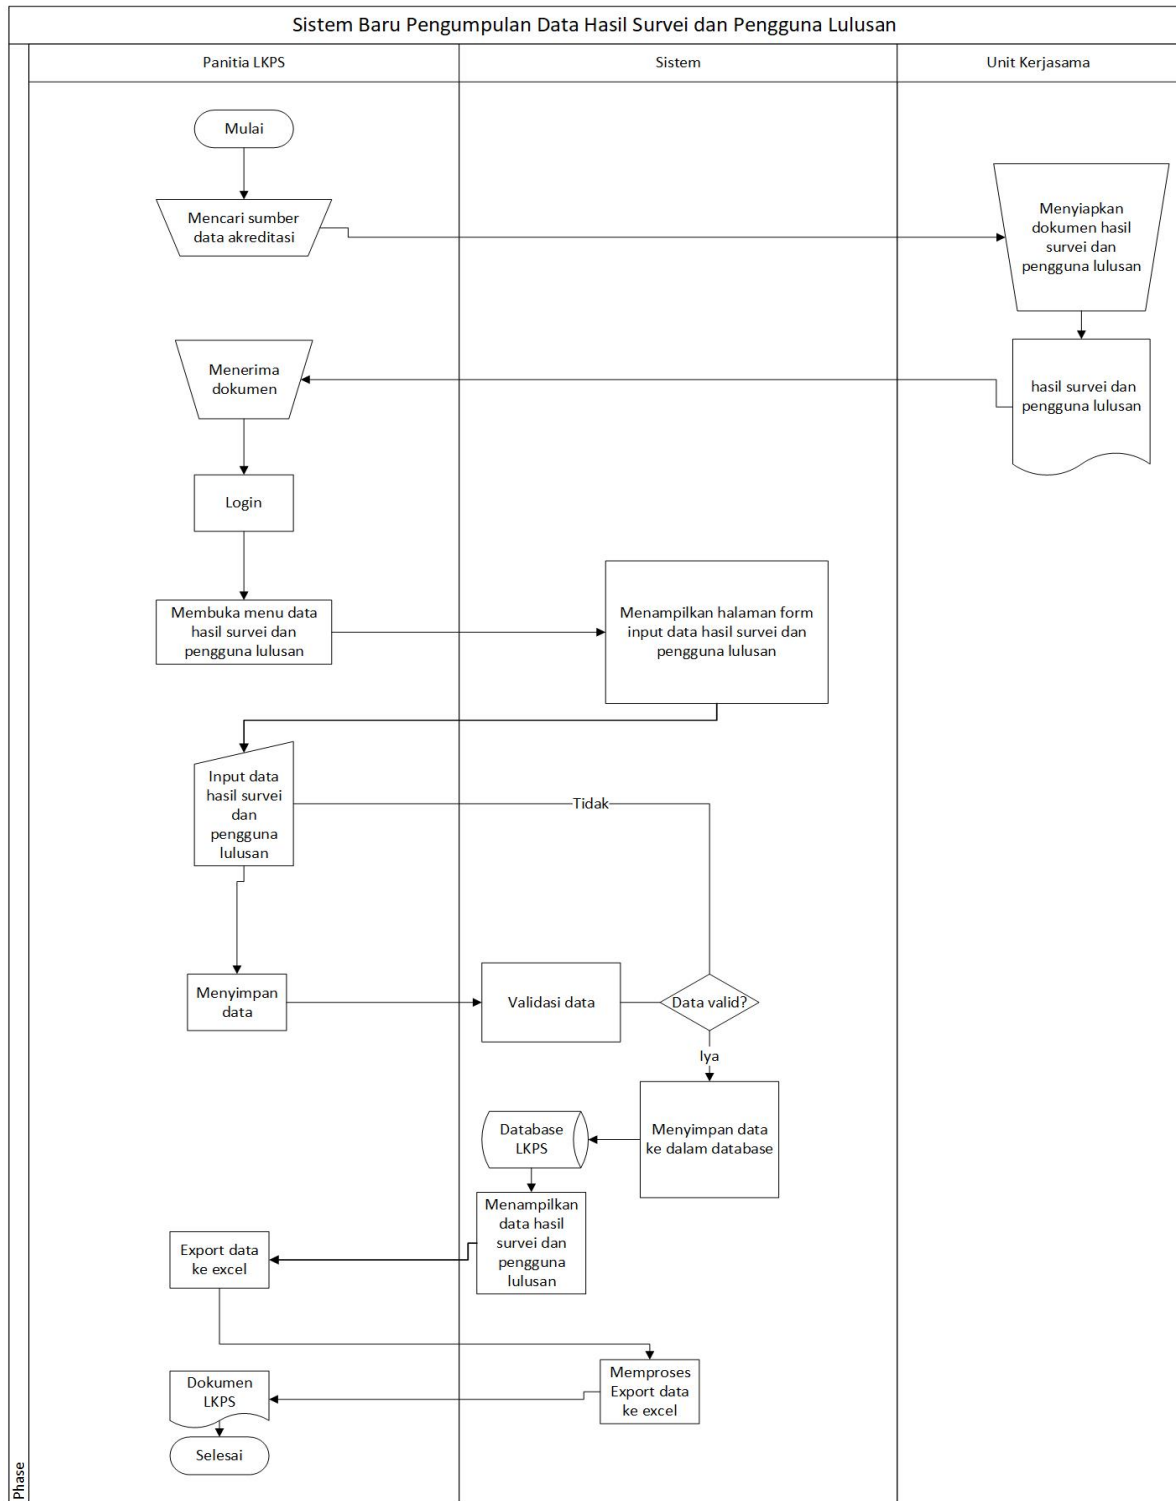 Sistem Baru Pengumpulan Data Hasil Survei dan Pengguna Lulusan
Panitia LKPS
Sistem
Unit Kerjasama
Mulai
Mencari sumber
data akreditasi
Menyiapkan
dokumen hasil
survei dan
pengguna lulusan
Menerima
dokumen
hasil survei dan
pengguna lulusan
Login
Membuka menu data
hasil survei dan
pengguna lulusan
Menampilkan halaman form
input data hasil survei dan
pengguna lulusan
Input data
hasil survei
dan
pengguna
lulusan
Tidak
Menyimpan
data
Validasi data
Data valid?
Iya
Menyimpan data
ke dalam database
Database
LKPS
Menampilkan
data hasil
survei dan
pengguna
lulusan
Export data
ke excel
Memproses
Export data
ke excel
Dokumen
LKPS
Selesai
Phase